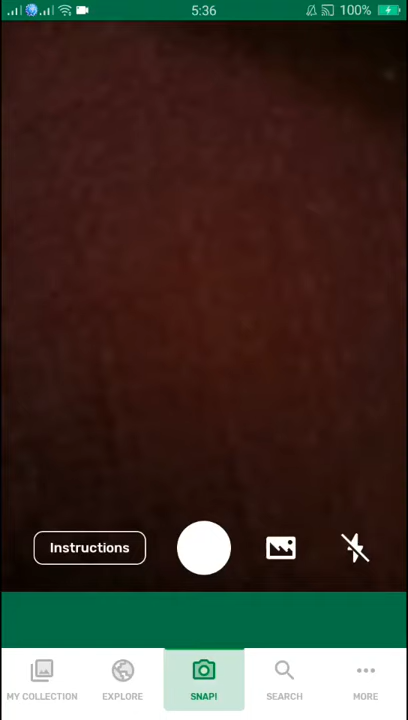 5:36
100%
Instructions
MY COLLECTION
EXPLORE
SNAP!
SEARCH
MORE